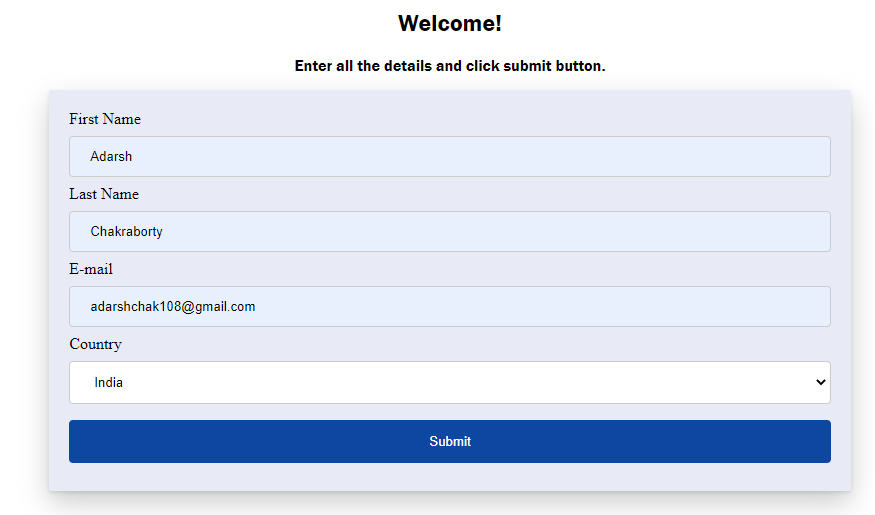 Welcome!
Enter all the details and click submit button.
First Name
Adarsh
Last Name
Chakraborty
E-mail
adarshchak108@gmail.com
Country
India
Submit